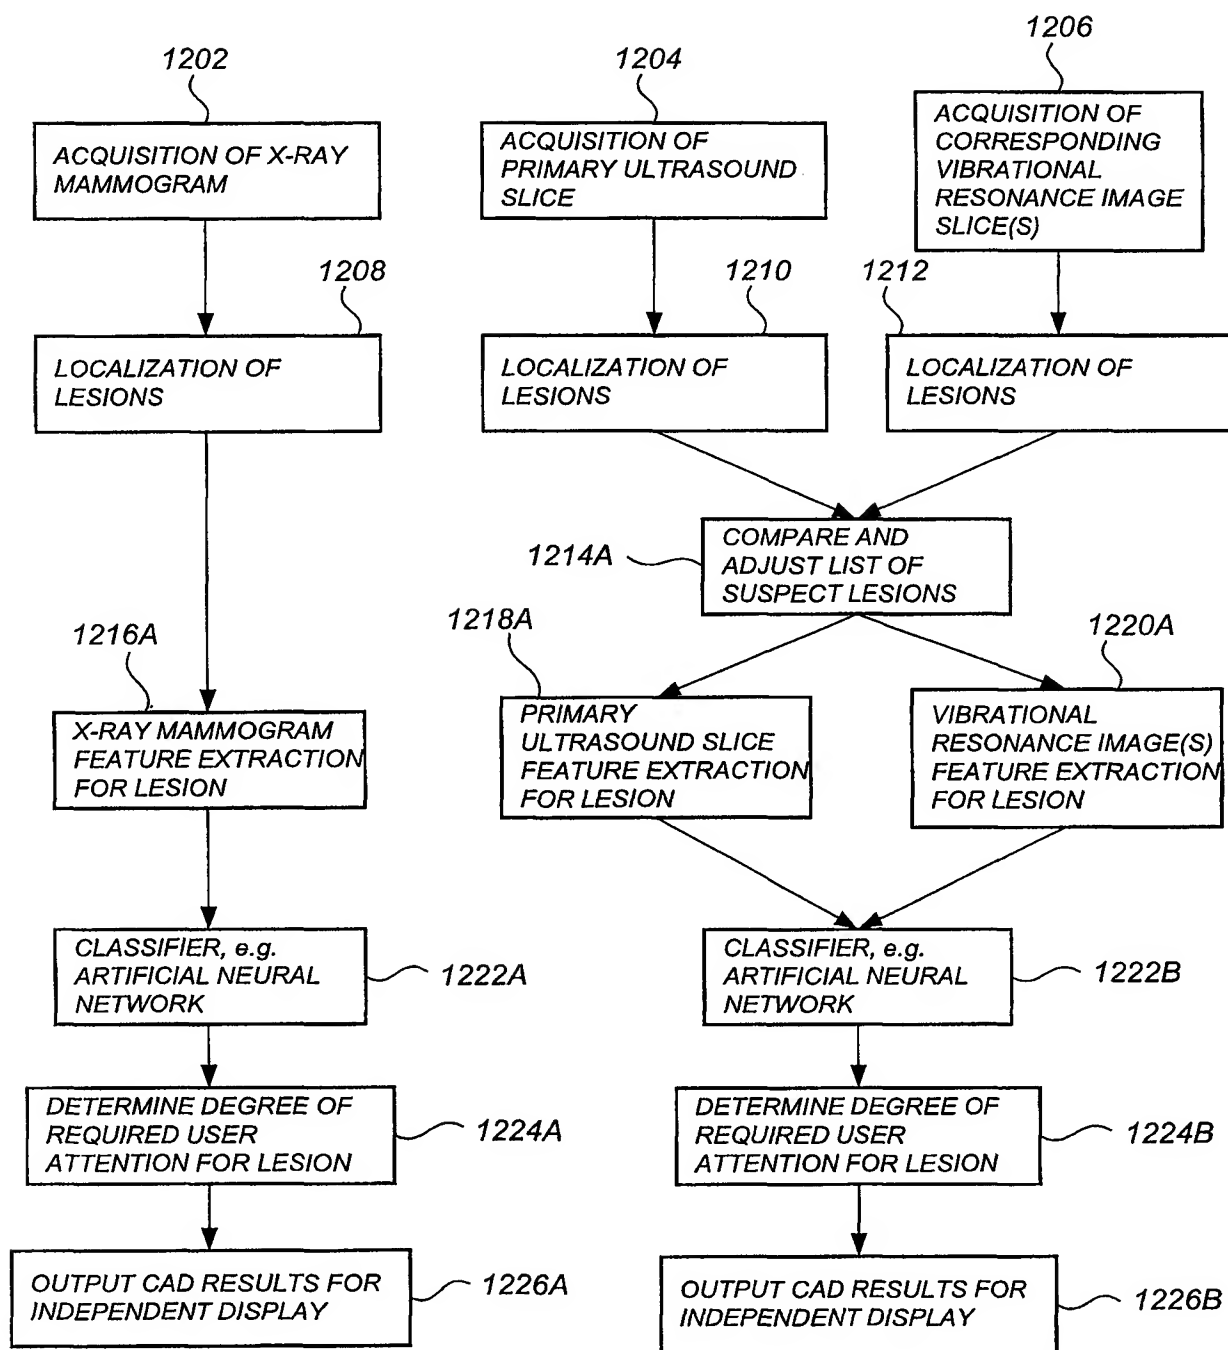 1202
1204
1206
ACQUISITION OF X-RAY
MAMMOGRAM
ACQUISITION OF
PRIMARY ULTRASOUND
SLICE
ACQUISITION OF
CORRESPONDING
VIBRATIONAL
RESONANCE IMAGE
SLICE(S)
1208
1210
1212
LOCALIZATION OF
LESIONS
LOCALIZATION OF
LESIONS
LOCALIZATION OF
LESIONS
1214A
COMPARE AND
ADJUST LIST OF
SUSPECT LESIONS
1216A
1218A
1220A
X-RAY MAMMOGRAM
FEATURE EXTRACTION
FOR LESION
PRIMARY
ULTRASOUND SLICE
FEATURE EXTRACTION
FOR LESION
VIBRATIONAL
RESONANCE IMAGE(S)
FEATURE EXTRACTION
FOR LESION
CLASSIFIER, e.g.
ARTIFICIAL NEURAL
NETWORK
1222A
CLASSIFIER, e.g.
ARTIFICIAL NEURAL
NETWORK
1222B
DETERMINE DEGREE OF
REQUIRED USER
ATTENTION FOR LESION
1224A
DETERMINE DEGREE OF
REQUIRED USER
ATTENTION FOR LESION
1224B
OUTPUT CAD RESULTS FOR
INDEPENDENT DISPLAY
1226A
OUTPUT CAD RESULTS FOR
INDEPENDENT DISPLAY
1226B